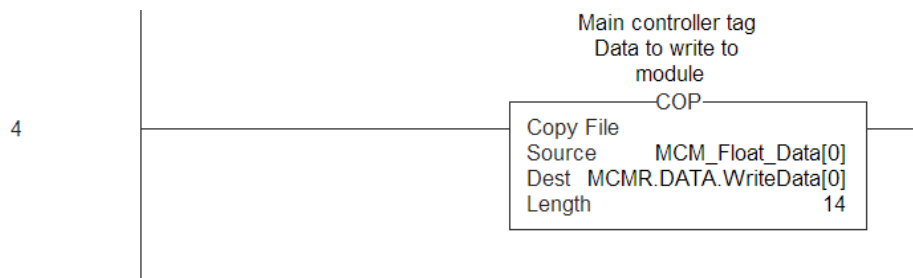 Main controller tag
Data to write to
module
COP
4
Copy File
Source MCM_Float_Data[0]
Dest MCMR.DATA.WriteData[0]
Length 14